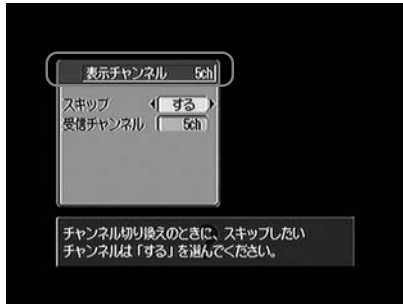 表示チャンネル 5ch
スキップ する
受信チャンネル 5ch
チャンネル切り換えのときに、スキップしたい
チャンネルは「する」を選んでください。